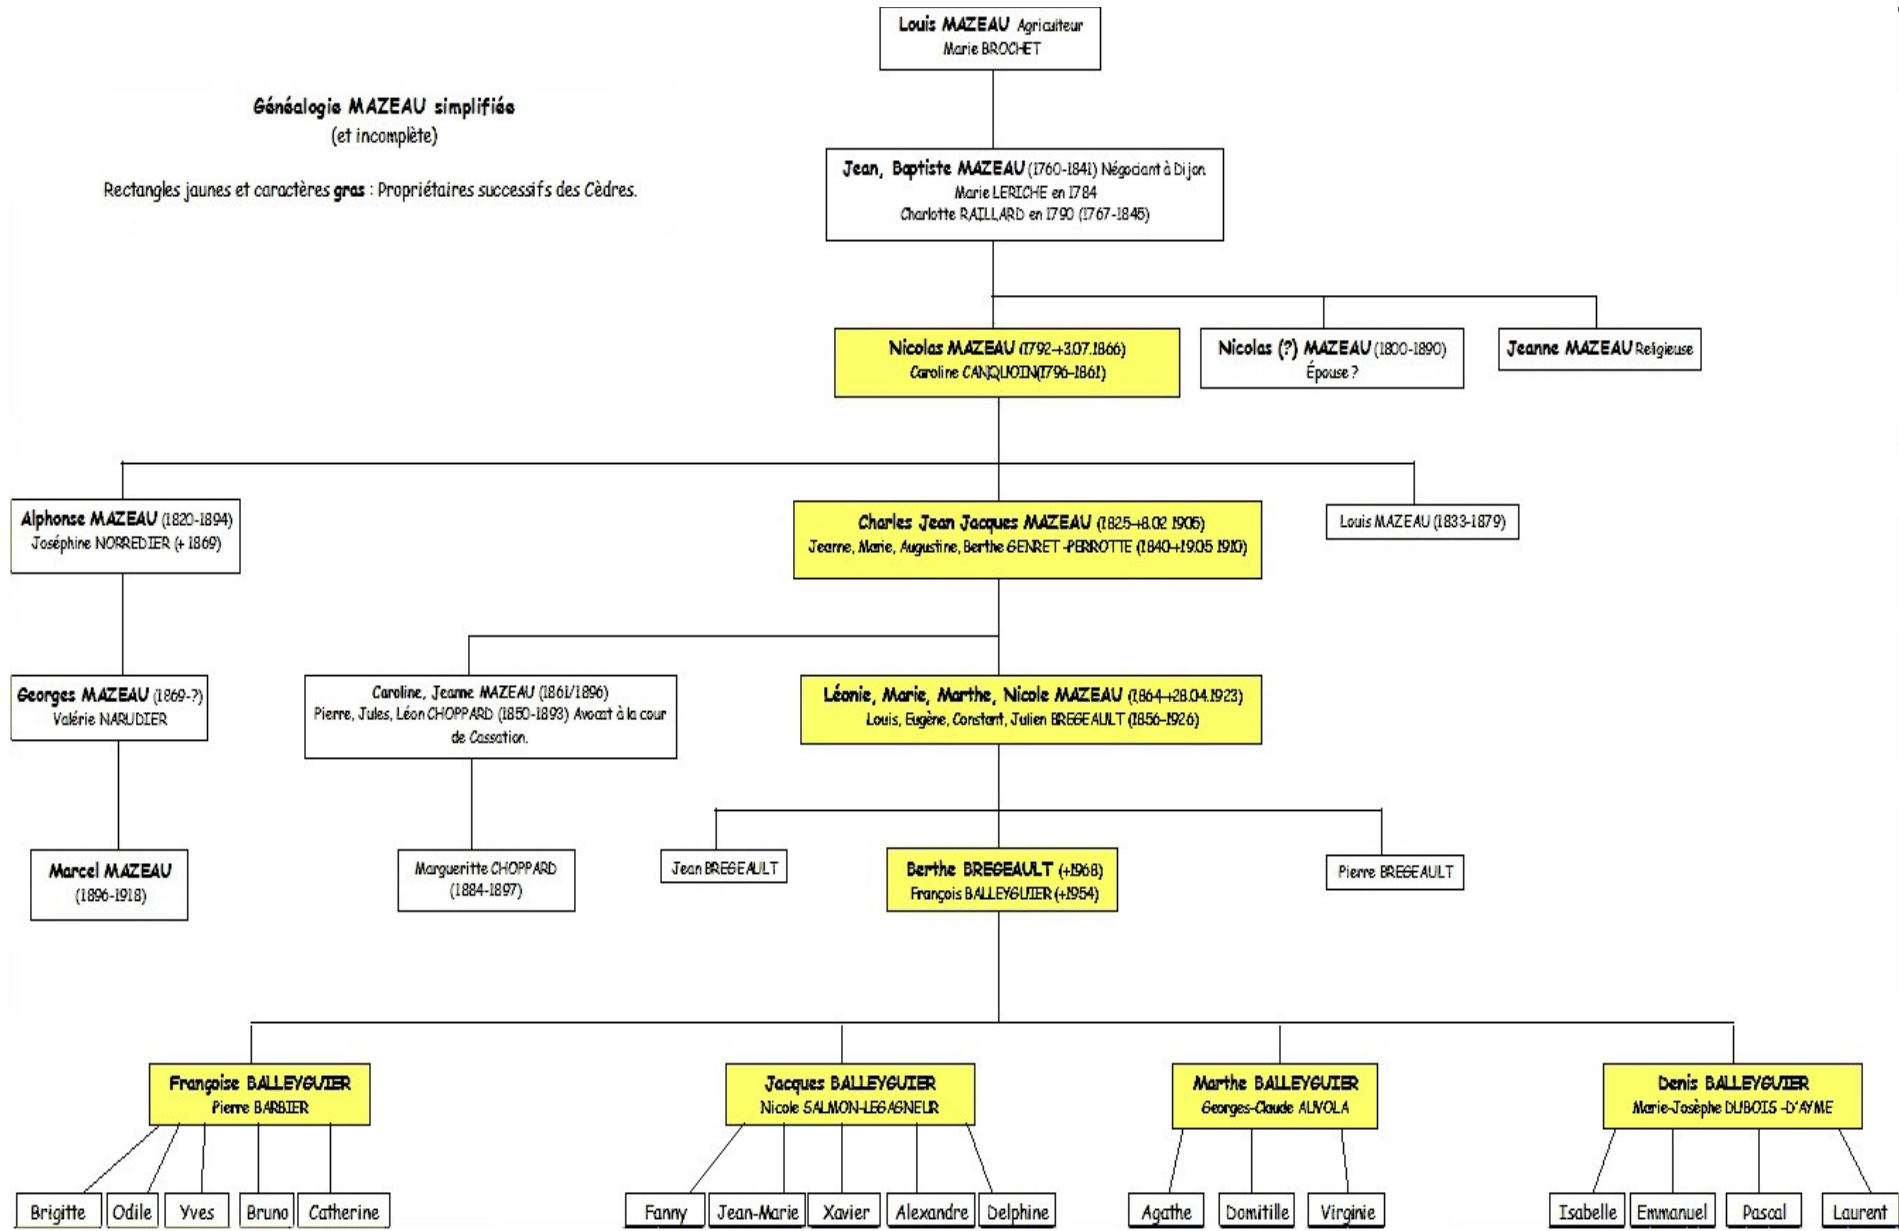 Louis MAZEAU Agriculteur
Marie BROCHET
Généalogie MAZEAU simplifiée
(et incomplète)
Rectangles jaunes et caractères gras : Propriétaires successifs des Cèdres.
Jean, Baptiste MAZEAU (1760-1841) Négociant à Dijon
Marie LERICHE en 1784
Charlotte RAILLARD en 1790 (1767-1845)
Nicolas MAZEAU (1792-+3.07.1866)
Caroline CANQUOIN(1796-1861)
Nicolas (?) MAZEAU (1800-1890)
Épouse ?
Jeanne MAZEAU Religieuse
Alphonse MAZEAU (1820-1894)
Joséphine NORREDIER (+ 1869)
Charles Jean Jacques MAZEAU (1825-+8.02 1905)
Jeanne, Marie, Augustine, Berthe GENRET -PERROTTE (1840-+19.05 1910)
Louis MAZEAU (1833-1879)
Georges MAZEAU (1869-?)
Valérie NARUDIER
Caroline, Jeanne MAZEAU (1861/1896)
Pierre, Jules, Léon CHOPPARD (1850-1893) Avocat à la cour
de Cassation.
Léonie, Marie, Marthe, Nicole MAZEAU (1864-+28.04.1923)
Louis, Eugène, Constant, Julien BREGEAULT (1856-1926)
Marcel MAZEAU
(1896-1918)
Margueritte CHOPPARD
(1884-1897)
Jean BREGEAULT
Berthe BREGEAULT (+1968)
François BALLEYGUIER (+1954)
Pierre BREGEAULT
Françoise BALLEYGUIER
Pierre BARBIER
Jacques BALLEYGUIER
Nicole SALMON-LEGAGNEUR
Marthe BALLEYGUIER
Georges-Claude AUVOLA
Denis BALLEYGUIER
Marie-Josèphe DUBOIS -D'AYME
Brigitte
Odile
Yves
Bruno
Catherine
Fanny
Jean-Marie
Xavier
Alexandre
Delphine
Agathe
Domitille
Virginie
Isabelle
Emmanuel
Pascal
Laurent